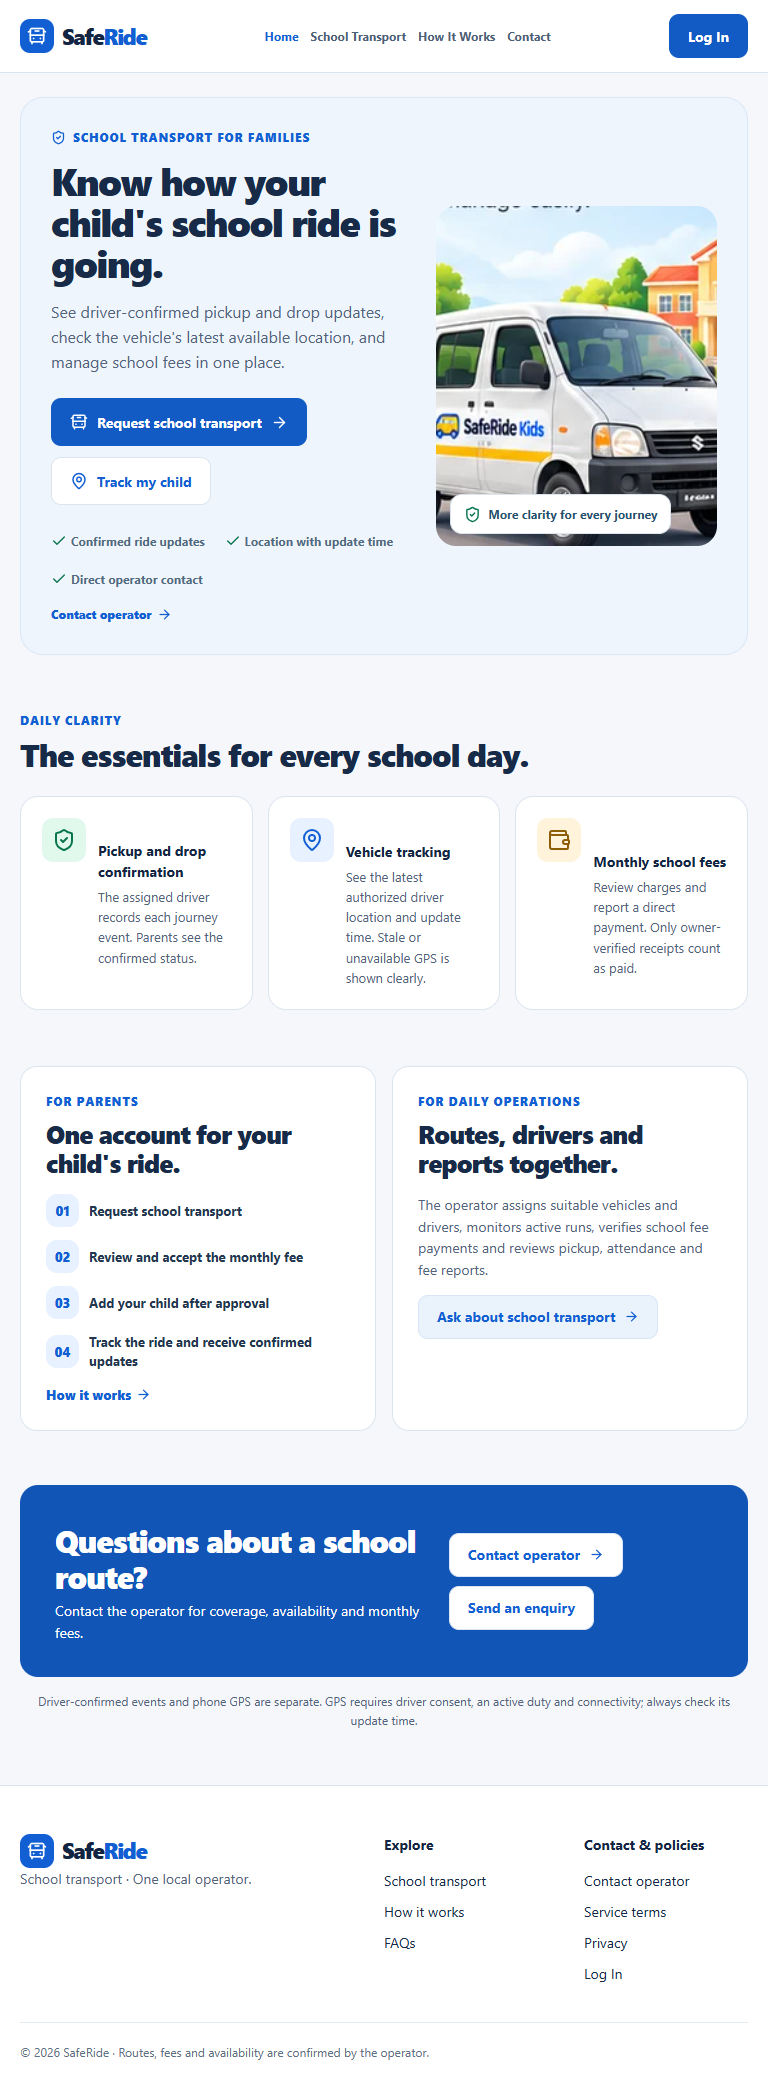 SafeRide
Home School Transport How It Works Contact
Log In
SCHOOL TRANSPORT FOR FAMILIES
Know how your
child's school ride is
going.
See driver-confirmed pickup and drop updates,
check the vehicle's latest available location, and
manage school fees in one place.
Request school transport
Track my child
Confirmed ride updates
Location with update time
Direct operator contact
Contact operator
easily.
SafeRide Kids
More clarity for every journey
DAILY CLARITY
The essentials for every school day.
Pickup and drop
confirmation
The assigned driver
records each journey
event. Parents see the
confirmed status.
Vehicle tracking
See the latest
authorized driver
location and update
time. Stale or
unavailable GPS is
shown clearly.
Monthly school fees
Review charges and
report a direct
payment. Only owner-
verified receipts count
as paid.
FOR PARENTS
One account for your
child's ride.
01 Request school transport
02 Review and accept the monthly fee
03 Add your child after approval
04 Track the ride and receive confirmed
updates
How it works
FOR DAILY OPERATIONS
Routes, drivers and
reports together.
The operator assigns suitable vehicles and
drivers, monitors active runs, verifies school fee
payments and reviews pickup, attendance and
fee reports.
Ask about school transport
Questions about a school
route?
Contact the operator for coverage, availability and monthly
fees.
Contact operator
Send an enquiry
Driver-confirmed events and phone GPS are separate. GPS requires driver consent, an active duty and connectivity; always check its
update time.
SafeRide
School transport · One local operator.
Explore
School transport
How it works
FAQs
Contact & policies
Contact operator
Service terms
Privacy
Log In
© 2026 SafeRide · Routes, fees and availability are confirmed by the operator.